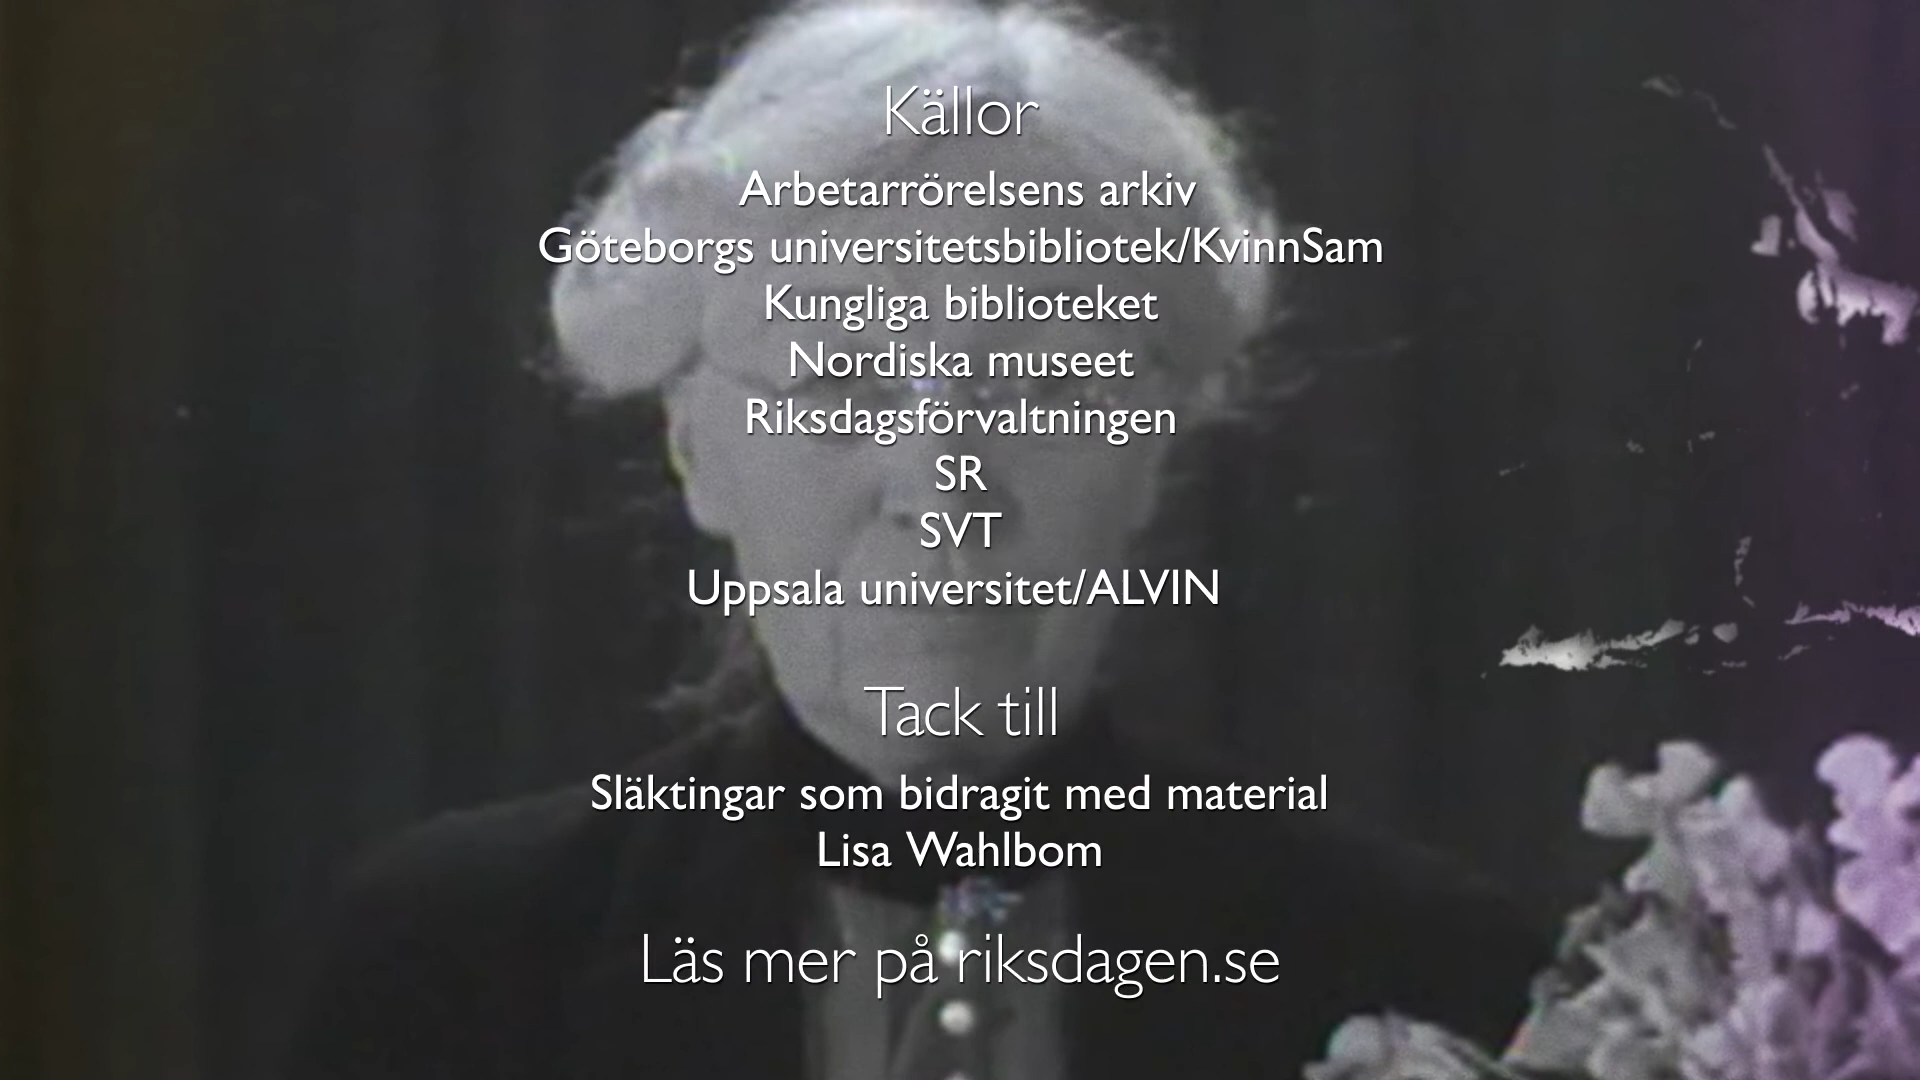 Källor
Arbetarrörelsens arkiv
Göteborgs universitetsbibliotek/KvinnSam
Kungliga biblioteket
Nordiska museet
Riksdagsförvaltningen
SR
SVT
Uppsala universitet/ALVIN
Tack till
Släktingar som bidragit med material
Lisa Wahlbom
Läs mer på riksdagen.se